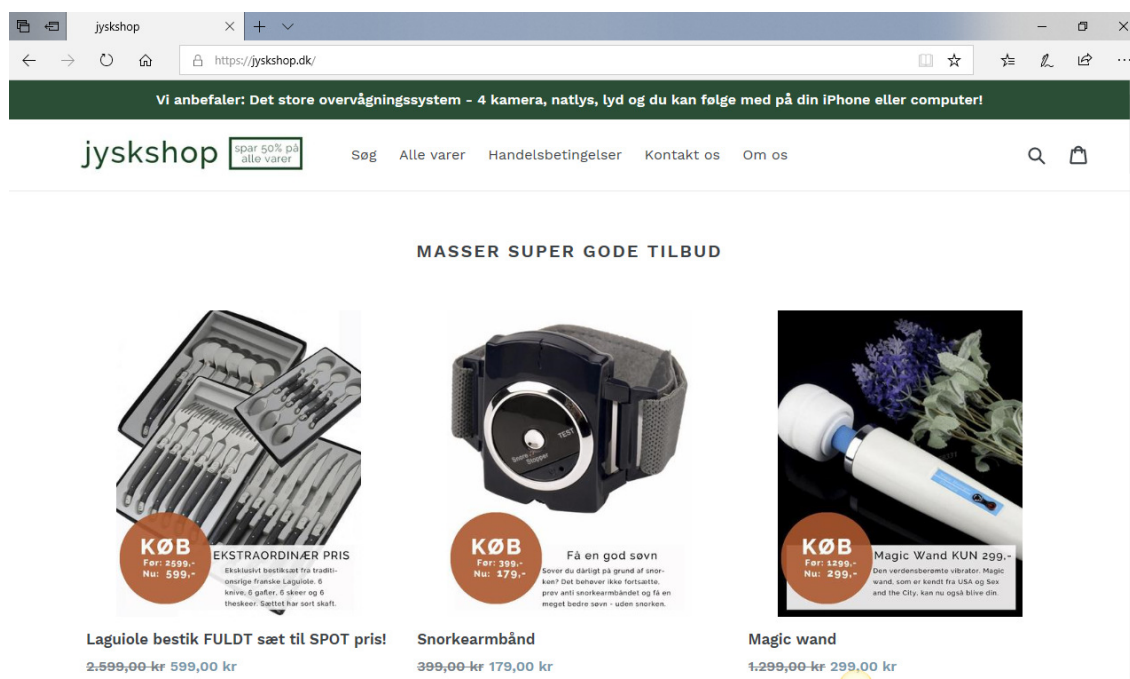 jyskshop
https://jyskshop.dk/
Vi anbefaler: Det store overvågningssystem - 4 kamera, natlys, lyd og du kan følge med på din iPhone eller computer!
jyskshop
spar 50% på
alle varer
Søg Alle varer Handelsbetingelser Kontakt os Om os
MASSER SUPER GODE TILBUD
KØB
Før: 2599,-
Nu: 599,-
EKSTRAORDINÆR PRIS
Eksklusivt bestiksæt fra traditi-
onsrige franske Laguiole. 6
knive, 6 gafler, 6 skeer og 6
theskeer. Sættet har sort skaft.
TEST
Snore
Stopper
KØB
Før: 399,-
Nu: 179,-
Få en god søvn
Sover du dårligt på grund af snor-
ken? Det behøver ikke fortsætte.
prøv anti snorkearmbåndet og få en
meget bedre søvn - uden snorken.
KØB
Før: 1299,-
Nu: 299,-
Magic Wand KUN 299,-
Den verdensberømte vibrator, Magic
wand, som er kendt fra USA og Sex
and the City, kan nu også blive din.
Laguiole bestik FULDT sæt til SPOT pris!
2.599,00 kr 599,00 kr
Snorkearmbånd
399,00 kr 179,00 kr
Magic wand
1.299,00 kr 299,00 kr